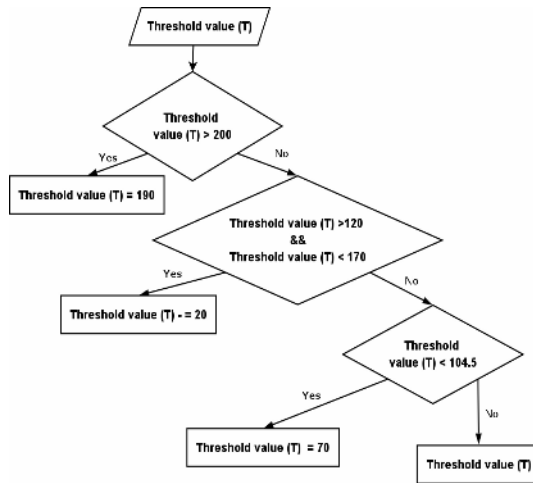 Threshold value (T)
Threshold
value (T) > 200
Yes
No
Threshold value (T) = 190
Threshold value (T) >120
&&
Threshold value (T) < 170
Yes
No
Threshold value (T) - = 20
Threshold
value (T) < 104.5
Yes
No
Threshold value (T) = 70
Threshold value (T)